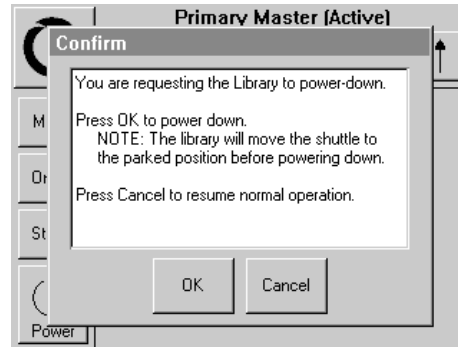 Primary Master (Active)
Confirm
You are requesting the Library to power-down.
Press OK to power down.
NOTE: The library will move the shuttle to
the parked position before powering down.
Press Cancel to resume normal operation.
OK
Cancel
Power